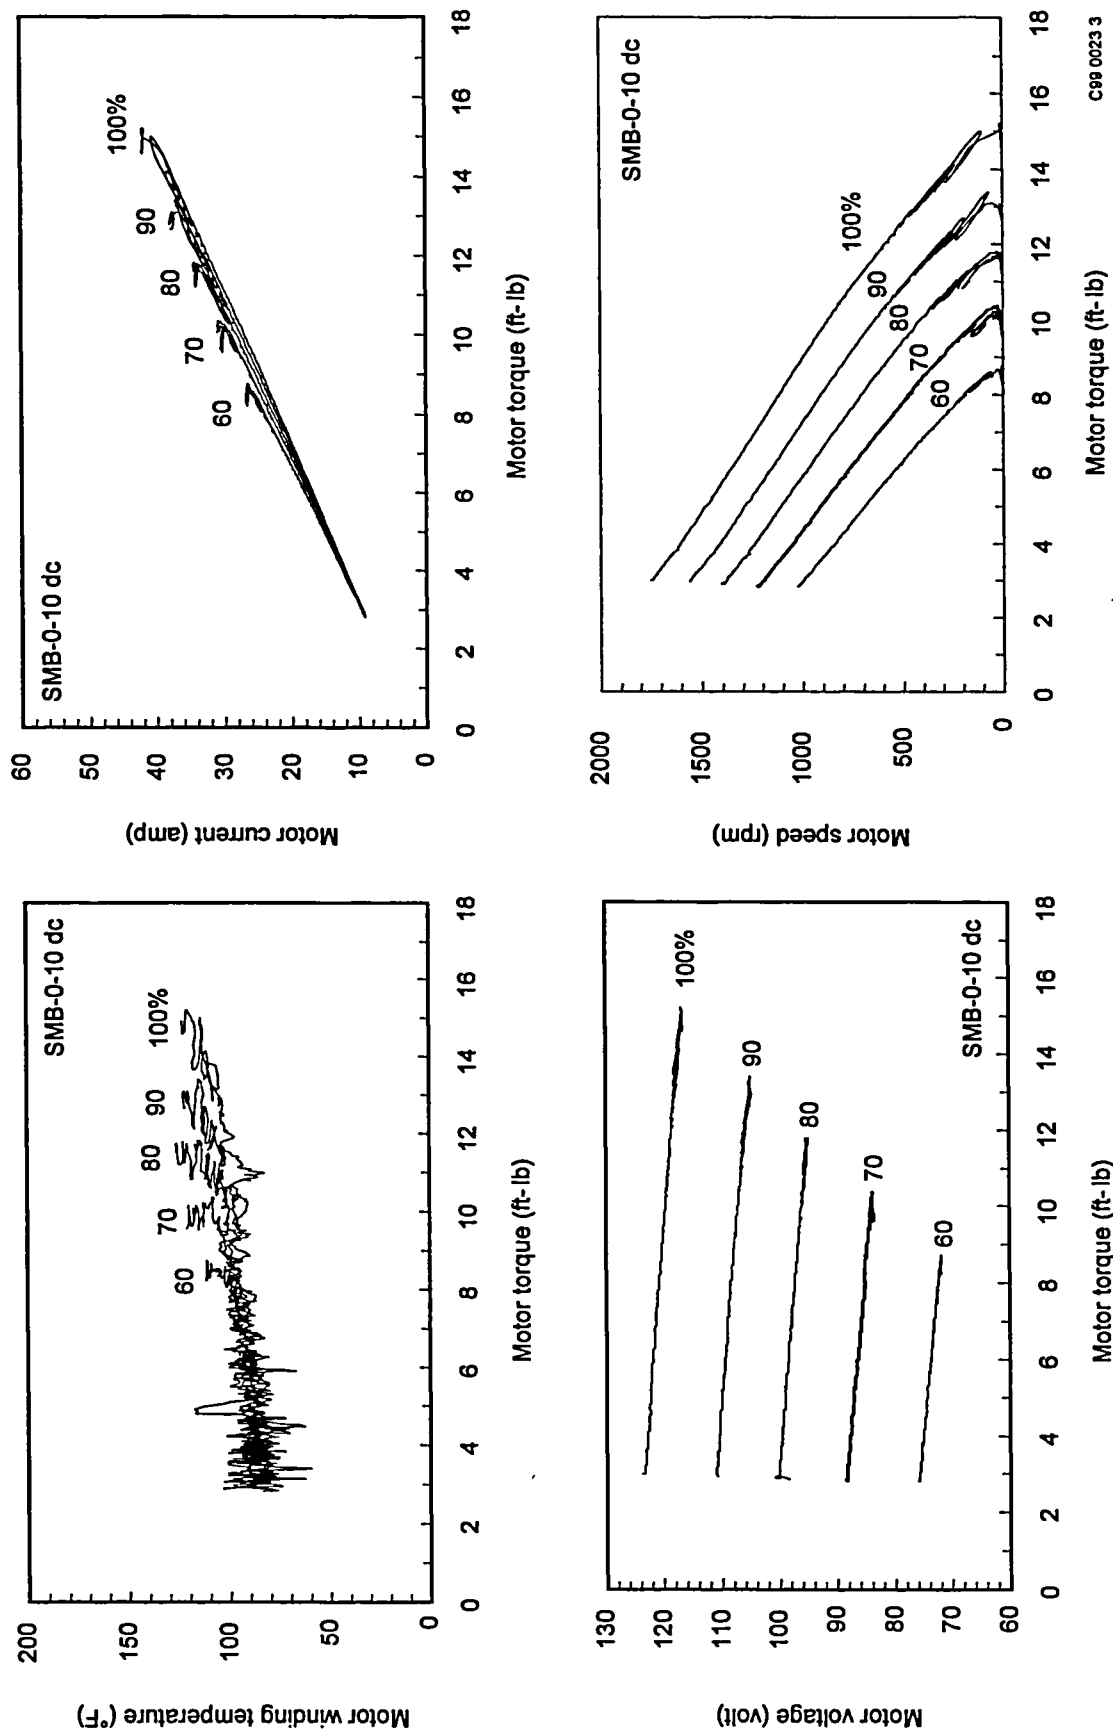 Motor winding temperature (°F)
200
150
100
50
0
SMB-0-10 dc
60
70
80
90
100%
0 2 4 6 8 10 12 14 16 18
Motor torque (ft-lb)
Motor current (amp)
60
50
40
30
20
10
0
SMB-0-10 dc
60
70
80
90
100%
0 2 4 6 8 10 12 14 16 18
Motor torque (ft-lb)
Motor voltage (volt)
130
120
110
100
90
80
70
60
100%
90
80
70
60
SMB-0-10 dc
0 2 4 6 8 10 12 14 16 18
Motor torque (ft-lb)
Motor speed (rpm)
2000
1500
1000
500
0
SMB-0-10 dc
100%
90
80
70
60
0 2 4 6 8 10 12 14 16 18
Motor torque (ft-lb)
C99 0023 3